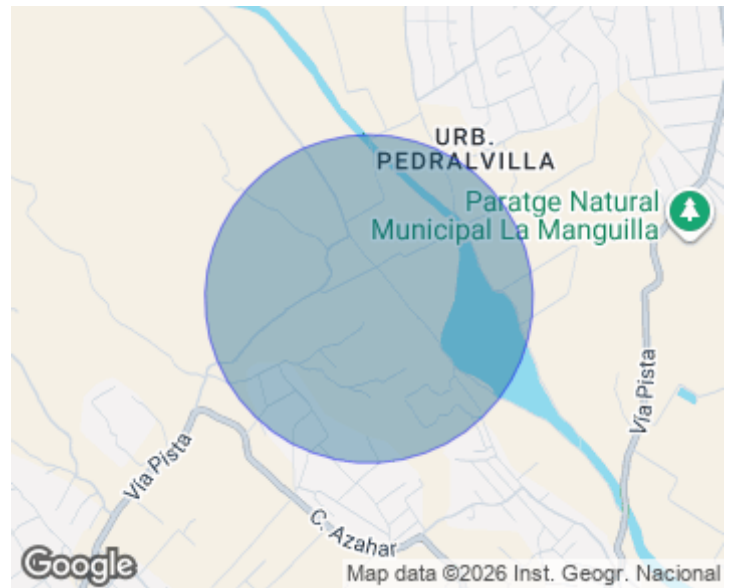 URB.
PEDRALVILLA
Paratge Natural
Municipal La Manguilla
Vía Pista
Vía Pista
C. Azahar
Google
Map data ©2026 Inst. Geogr. Nacional